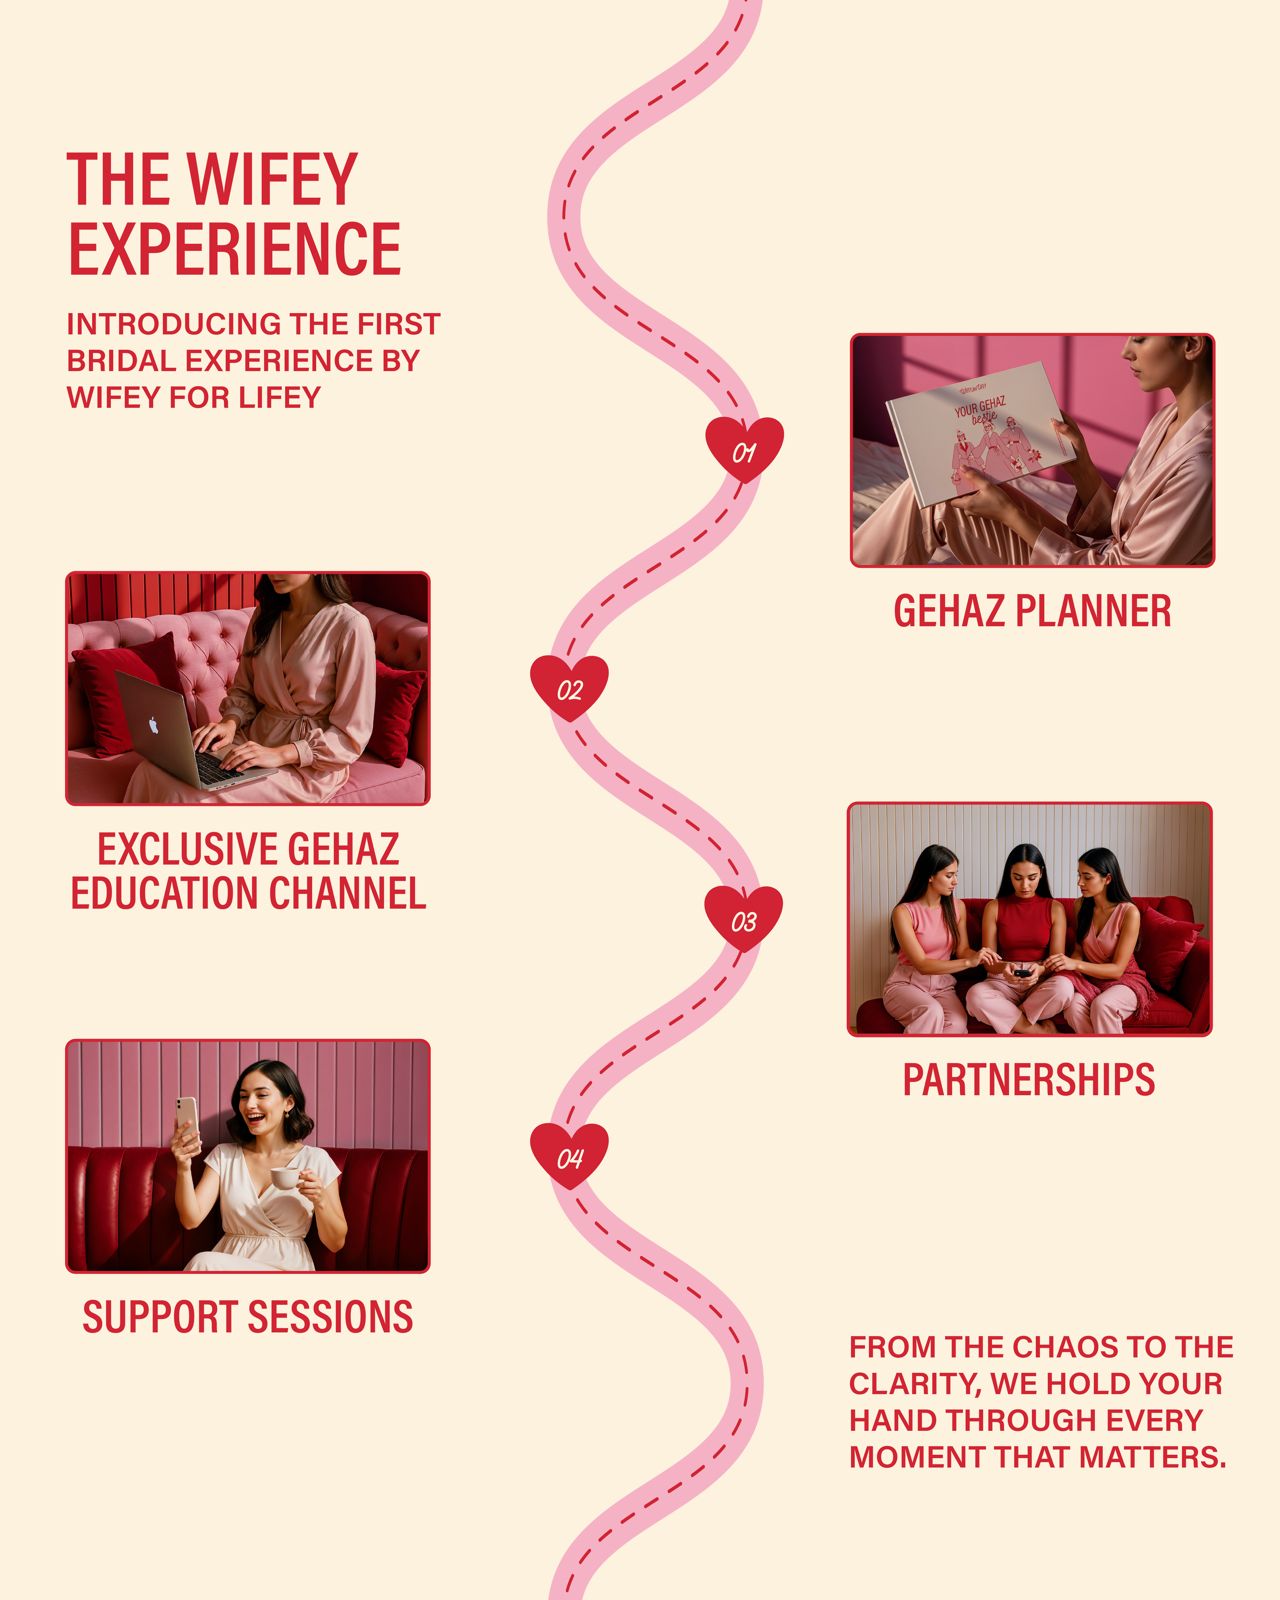 THE WIFEY
EXPERIENCE
INTRODUCING THE FIRST
BRIDAL EXPERIENCE BY
WIFEY FOR LIFEY
01
YOUR GEHAZ
bestie
GEHAZ PLANNER
02
EXCLUSIVE GEHAZ
EDUCATION CHANNEL
03
PARTNERSHIPS
04
SUPPORT SESSIONS
FROM THE CHAOS TO THE
CLARITY, WE HOLD YOUR
HAND THROUGH EVERY
MOMENT THAT MATTERS.